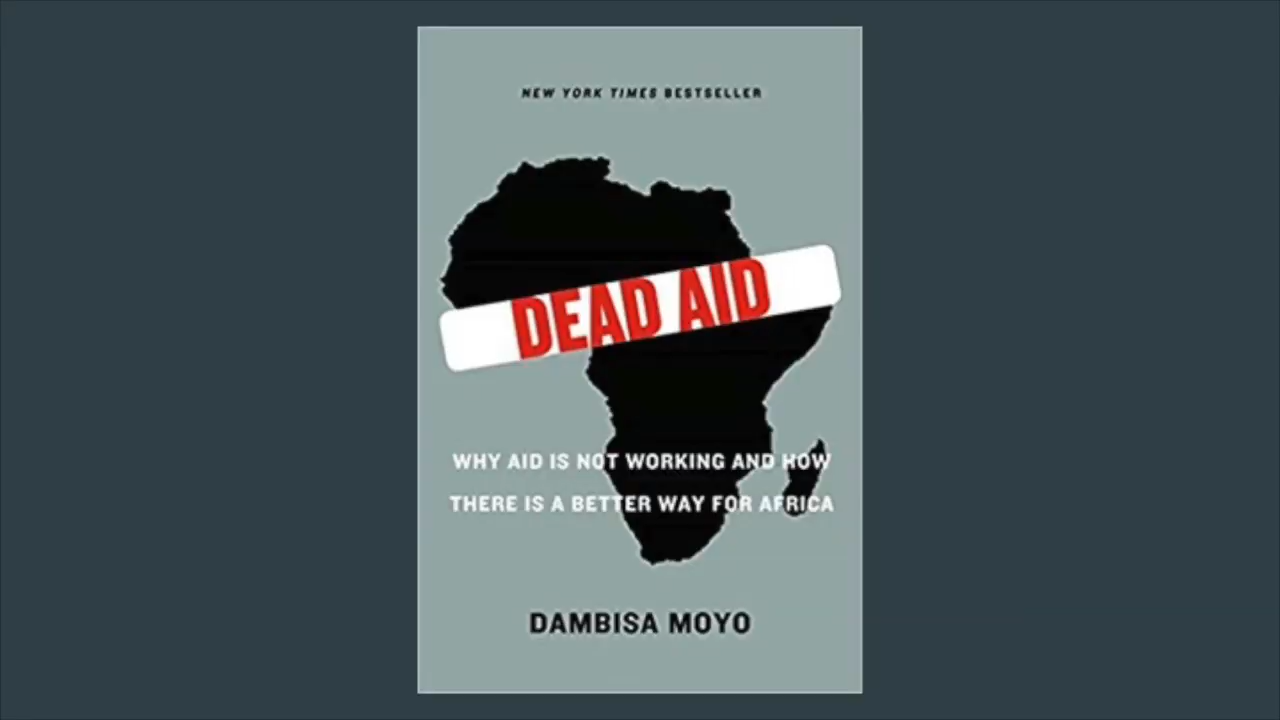 NEW YORK TIMES BESTSELLER
DEAD AID
WHY AID IS NOT WORKING AND HOW
THERE IS A BETTER WAY FOR AFRICA
DAMBISA MOYO